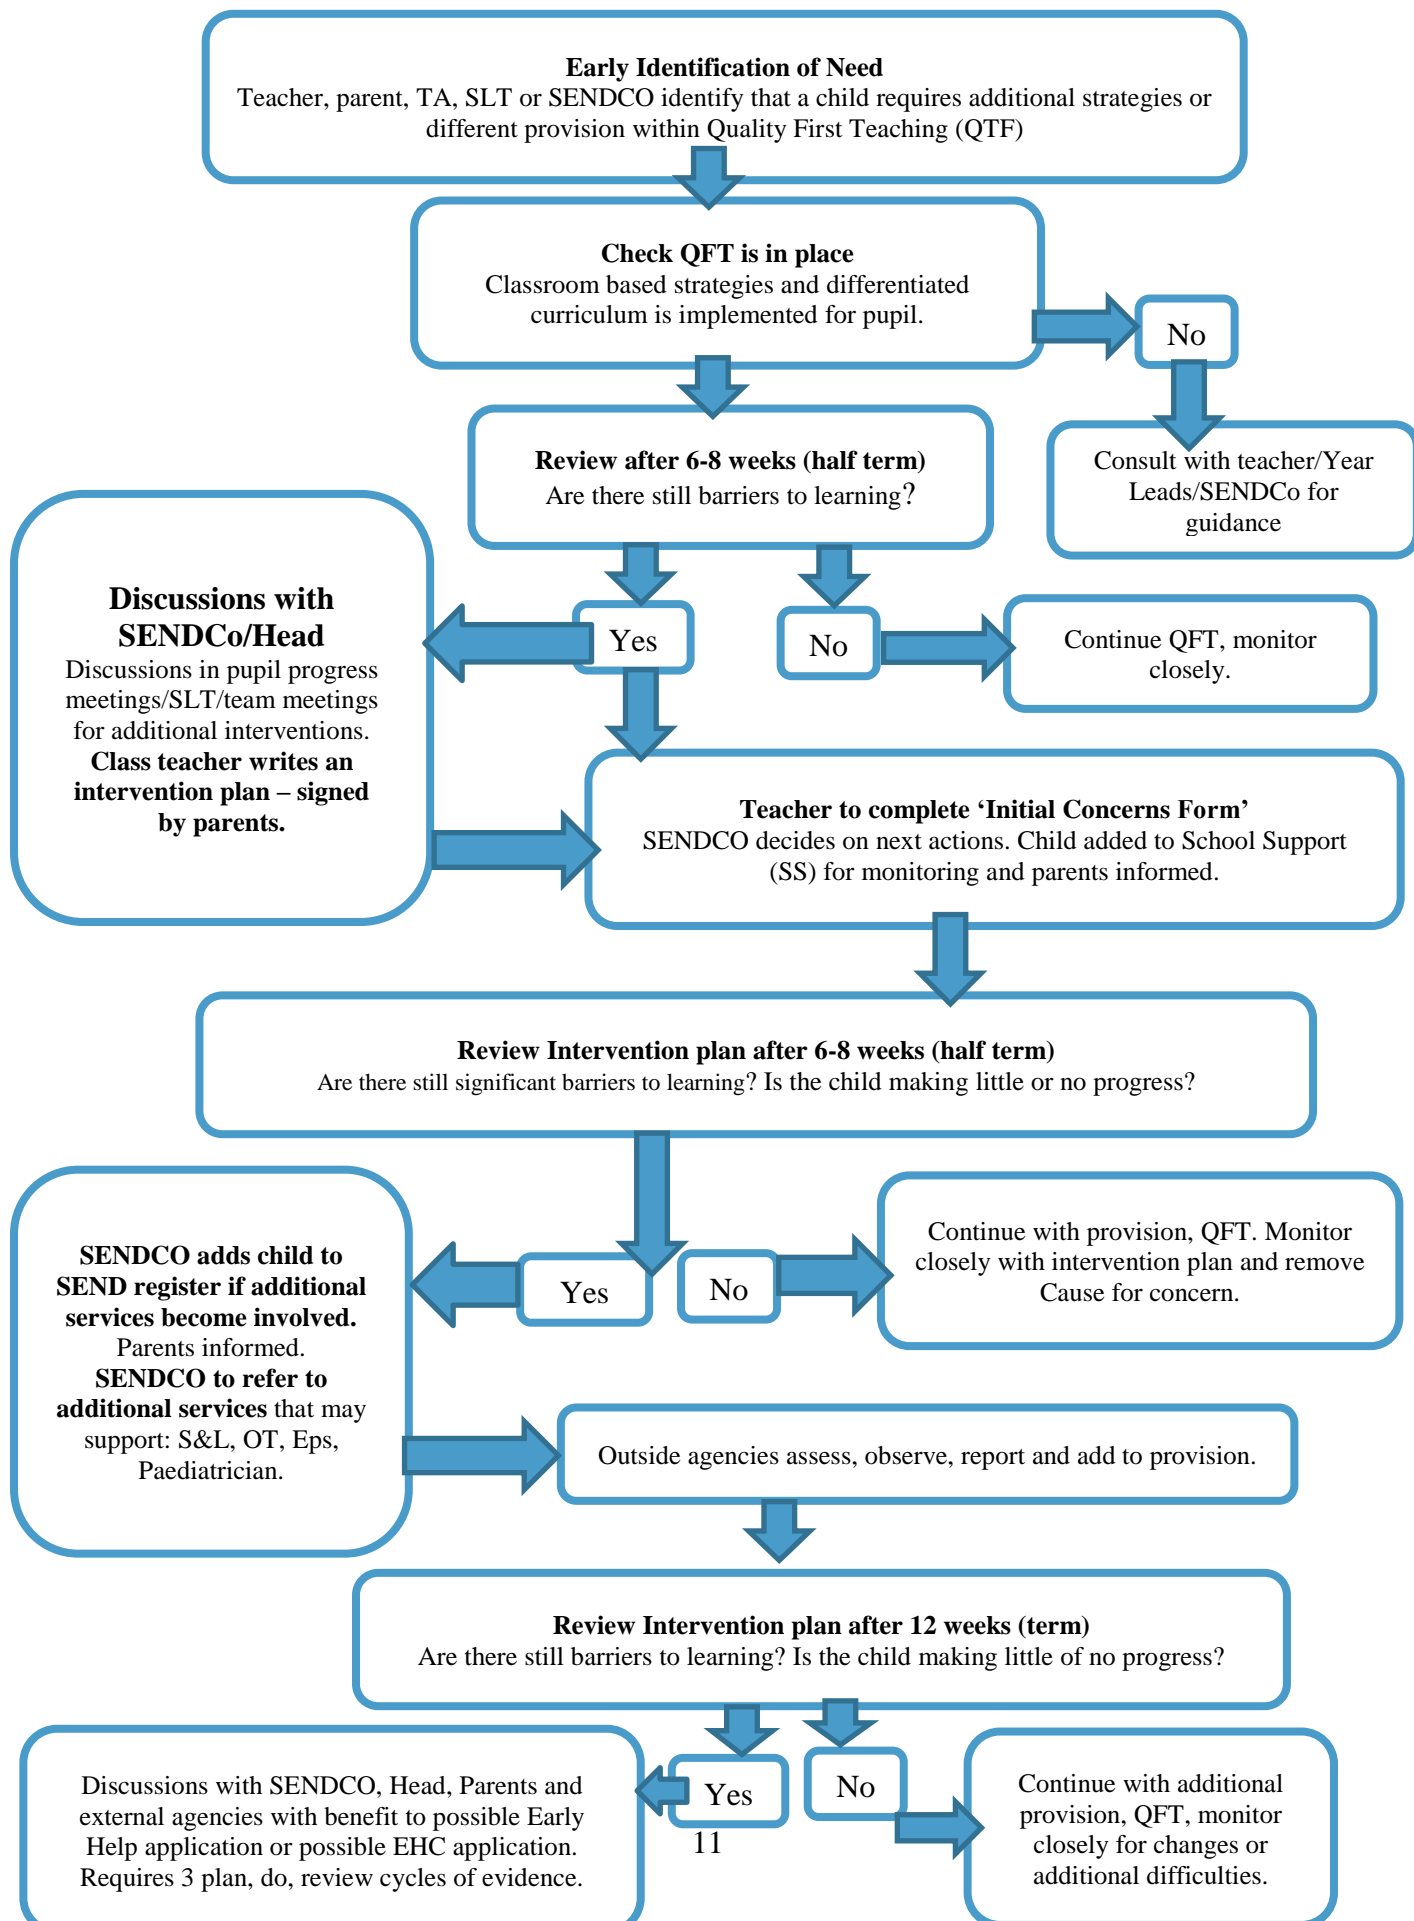 Early Identification of Need
Teacher, parent, TA, SLT or SENDCO identify that a child requires additional strategies or
different provision within Quality First Teaching (QTF)
Check QFT is in place
Classroom based strategies and differentiated
curriculum is implemented for pupil.
No
Consult with teacher/Year
Leads/SENDCo for
guidance
Review after 6-8 weeks (half term)
Are there still barriers to learning?
Yes
No
Continue QFT, monitor
closely.
Discussions with
SENDCo/Head
Discussions in pupil progress
meetings/SLT/team meetings
for additional interventions.
Class teacher writes an
intervention plan – signed
by parents.
Teacher to complete ‘Initial Concerns Form’
SENDCO decides on next actions. Child added to School Support
(SS) for monitoring and parents informed.
Review Intervention plan after 6-8 weeks (half term)
Are there still significant barriers to learning? Is the child making little or no progress?
Yes
No
Continue with provision, QFT. Monitor
closely with intervention plan and remove
Cause for concern.
SENDCO adds child to
SEND register if additional
services become involved.
Parents informed.
SENDCO to refer to
additional services that may
support: S&L, OT, Eps,
Paediatrician.
Outside agencies assess, observe, report and add to provision.
Review Intervention plan after 12 weeks (term)
Are there still barriers to learning? Is the child making little of no progress?
Yes
No
Discussions with SENDCO, Head, Parents and
external agencies with benefit to possible Early
Help application or possible EHC application.
Requires 3 plan, do, review cycles of evidence.
Continue with additional
provision, QFT, monitor
closely for changes or
additional difficulties.
11